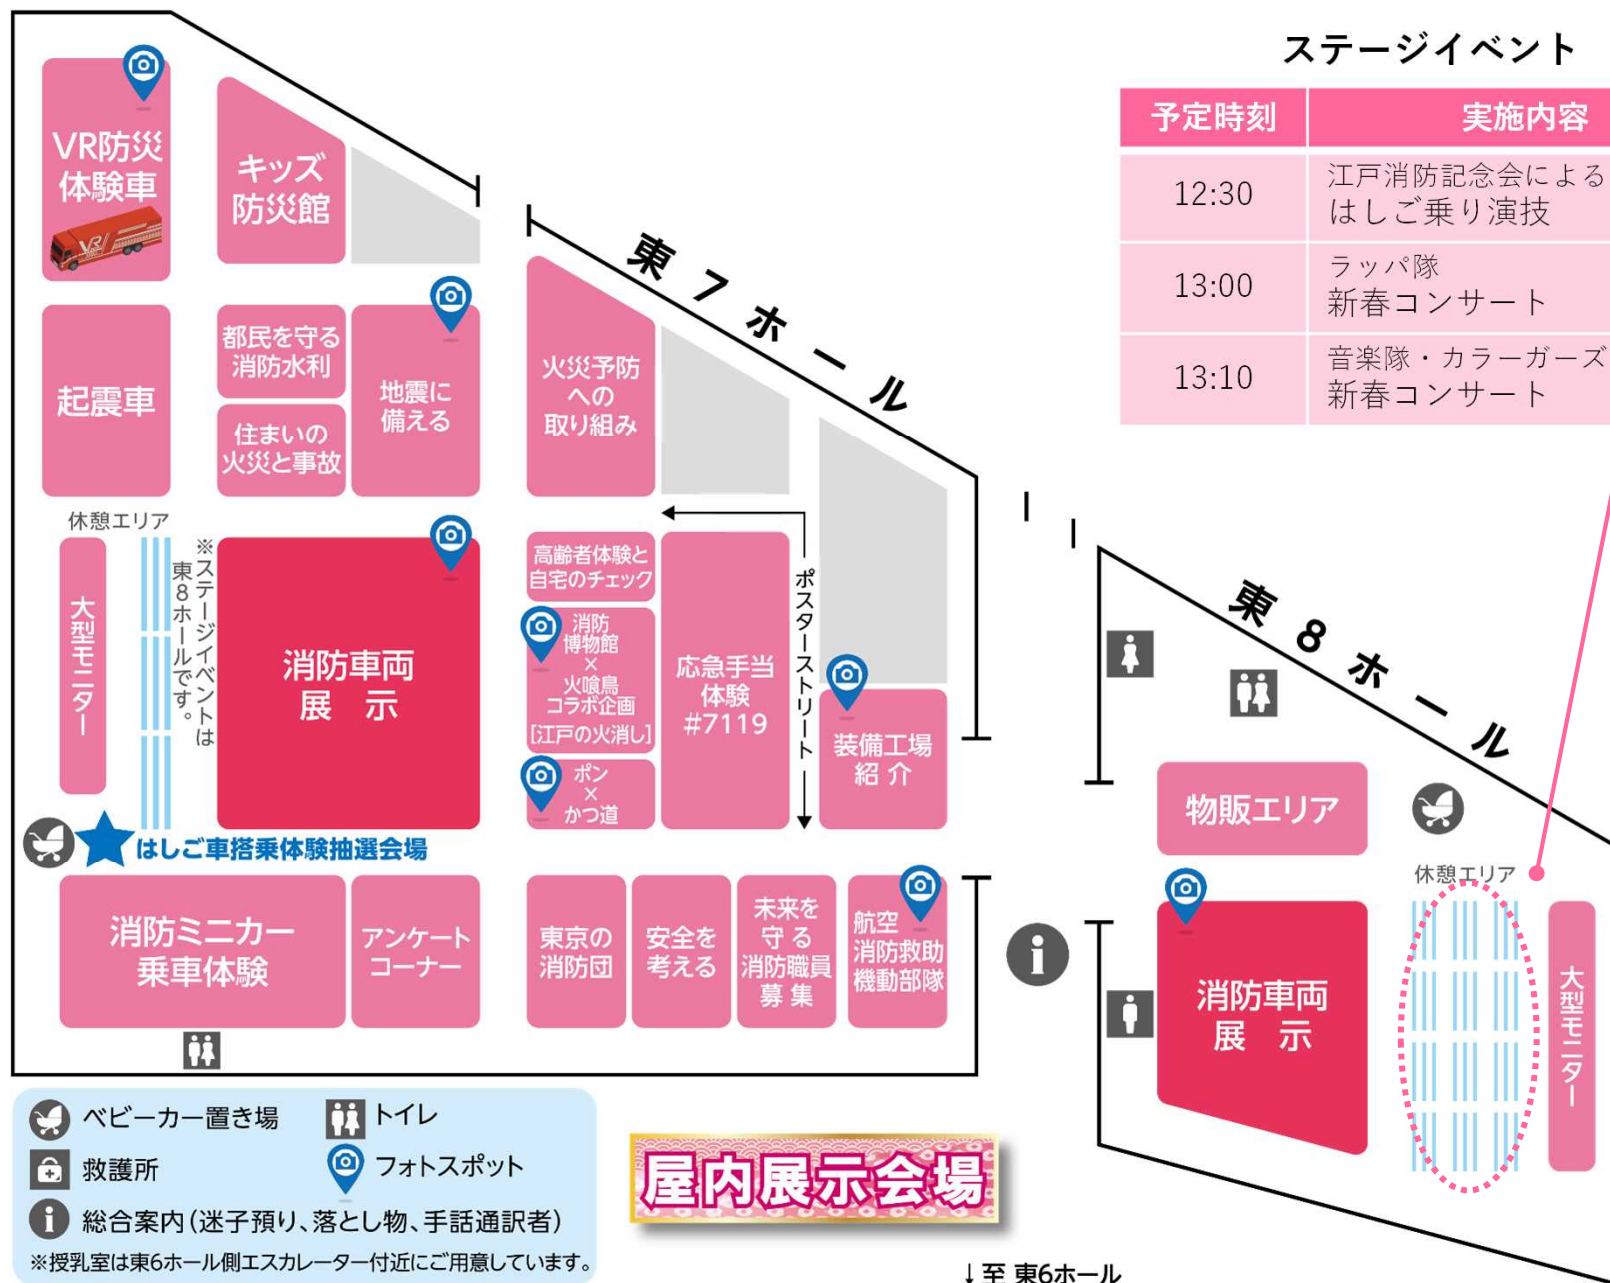 ステージイベント
予定時刻 実施内容
12:30 江戸消防記念会による
はしご乗り演技
13:00 ラッパ隊
新春コンサート
13:10 音楽隊・カラーガーズ
新春コンサート
VR防災
体験車
VR
キッズ
防災館
東7ホール
起震車
都民を守る
消防水利
住まいの
火災と事故
地震に
備える
火災予防
への
取り組み
休憩エリア
大型モニター
※ステージイベントは
東8ホールです。
消防車両
展 示
高齢者体験と
自宅のチェック
消防
博物館
×
火喰鳥
コラボ企画
[江戸の火消し]
ポン
×
かつ道
応急手当
体験
#7119
ポスターストリート
装備工場
紹 介
はしご車搭乗体験抽選会場
消防ミニカー
乗車体験
アンケート
コーナー
東京の
消防団
安全を
考える
未来を
守る
消防職員
募 集
航空
消防救助
機動部隊
東8ホール
物販エリア
休憩エリア
消防車両
展 示
大型モニター
ベビーカー置き場
トイレ
救護所
フォトスポット
総合案内(迷子預り、落とし物、手話通訳者)
※授乳室は東6ホール側エスカレーター付近にご用意しています。
屋内展示会場
↓至 東6ホール